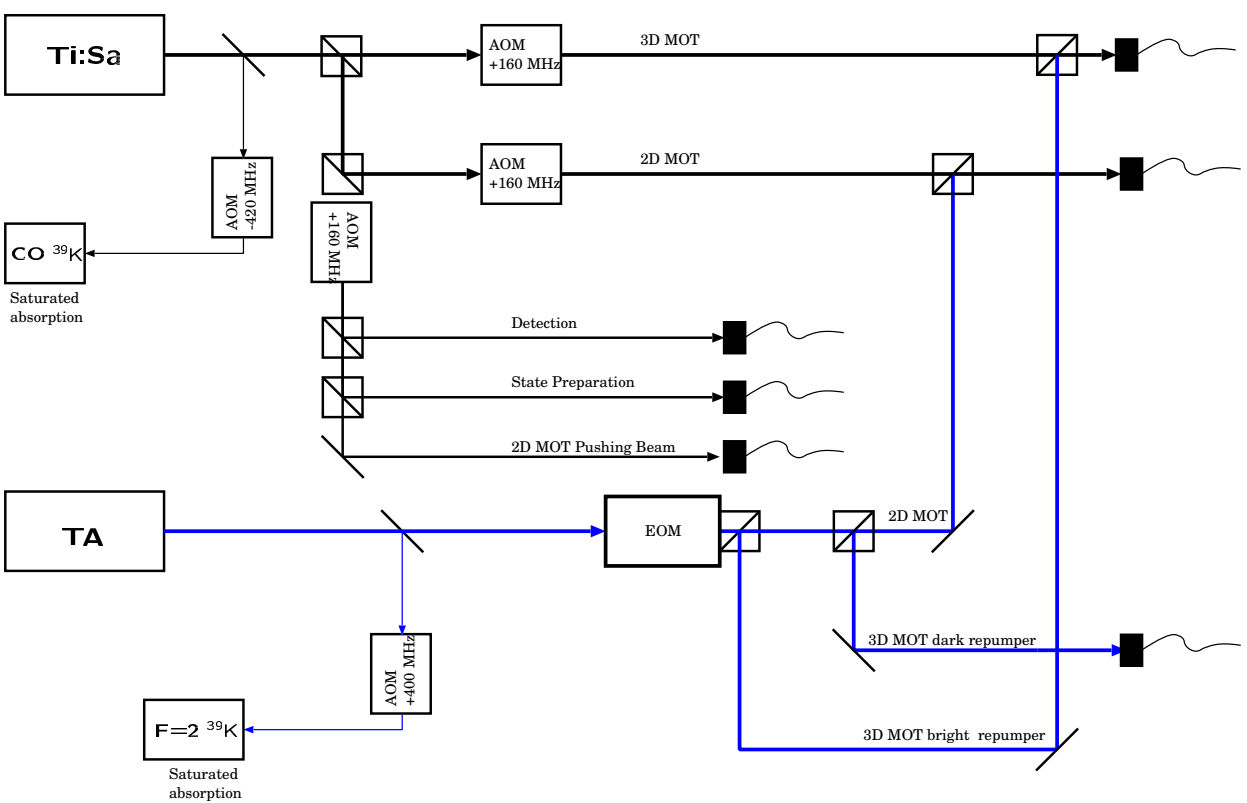 Ti:Sa
AOM
+160 MHz
3D MOT
AOM
+160 MHz
2D MOT
AOM
-420 MHz
CO ³⁹K
Saturated
absorption
AOM
+160 MHz
Detection
State Preparation
2D MOT Pushing Beam
TA
EOM
2D MOT
3D MOT dark repumper
AOM
+400 MHz
F=2 ³⁹K
Saturated
absorption
3D MOT bright repumper